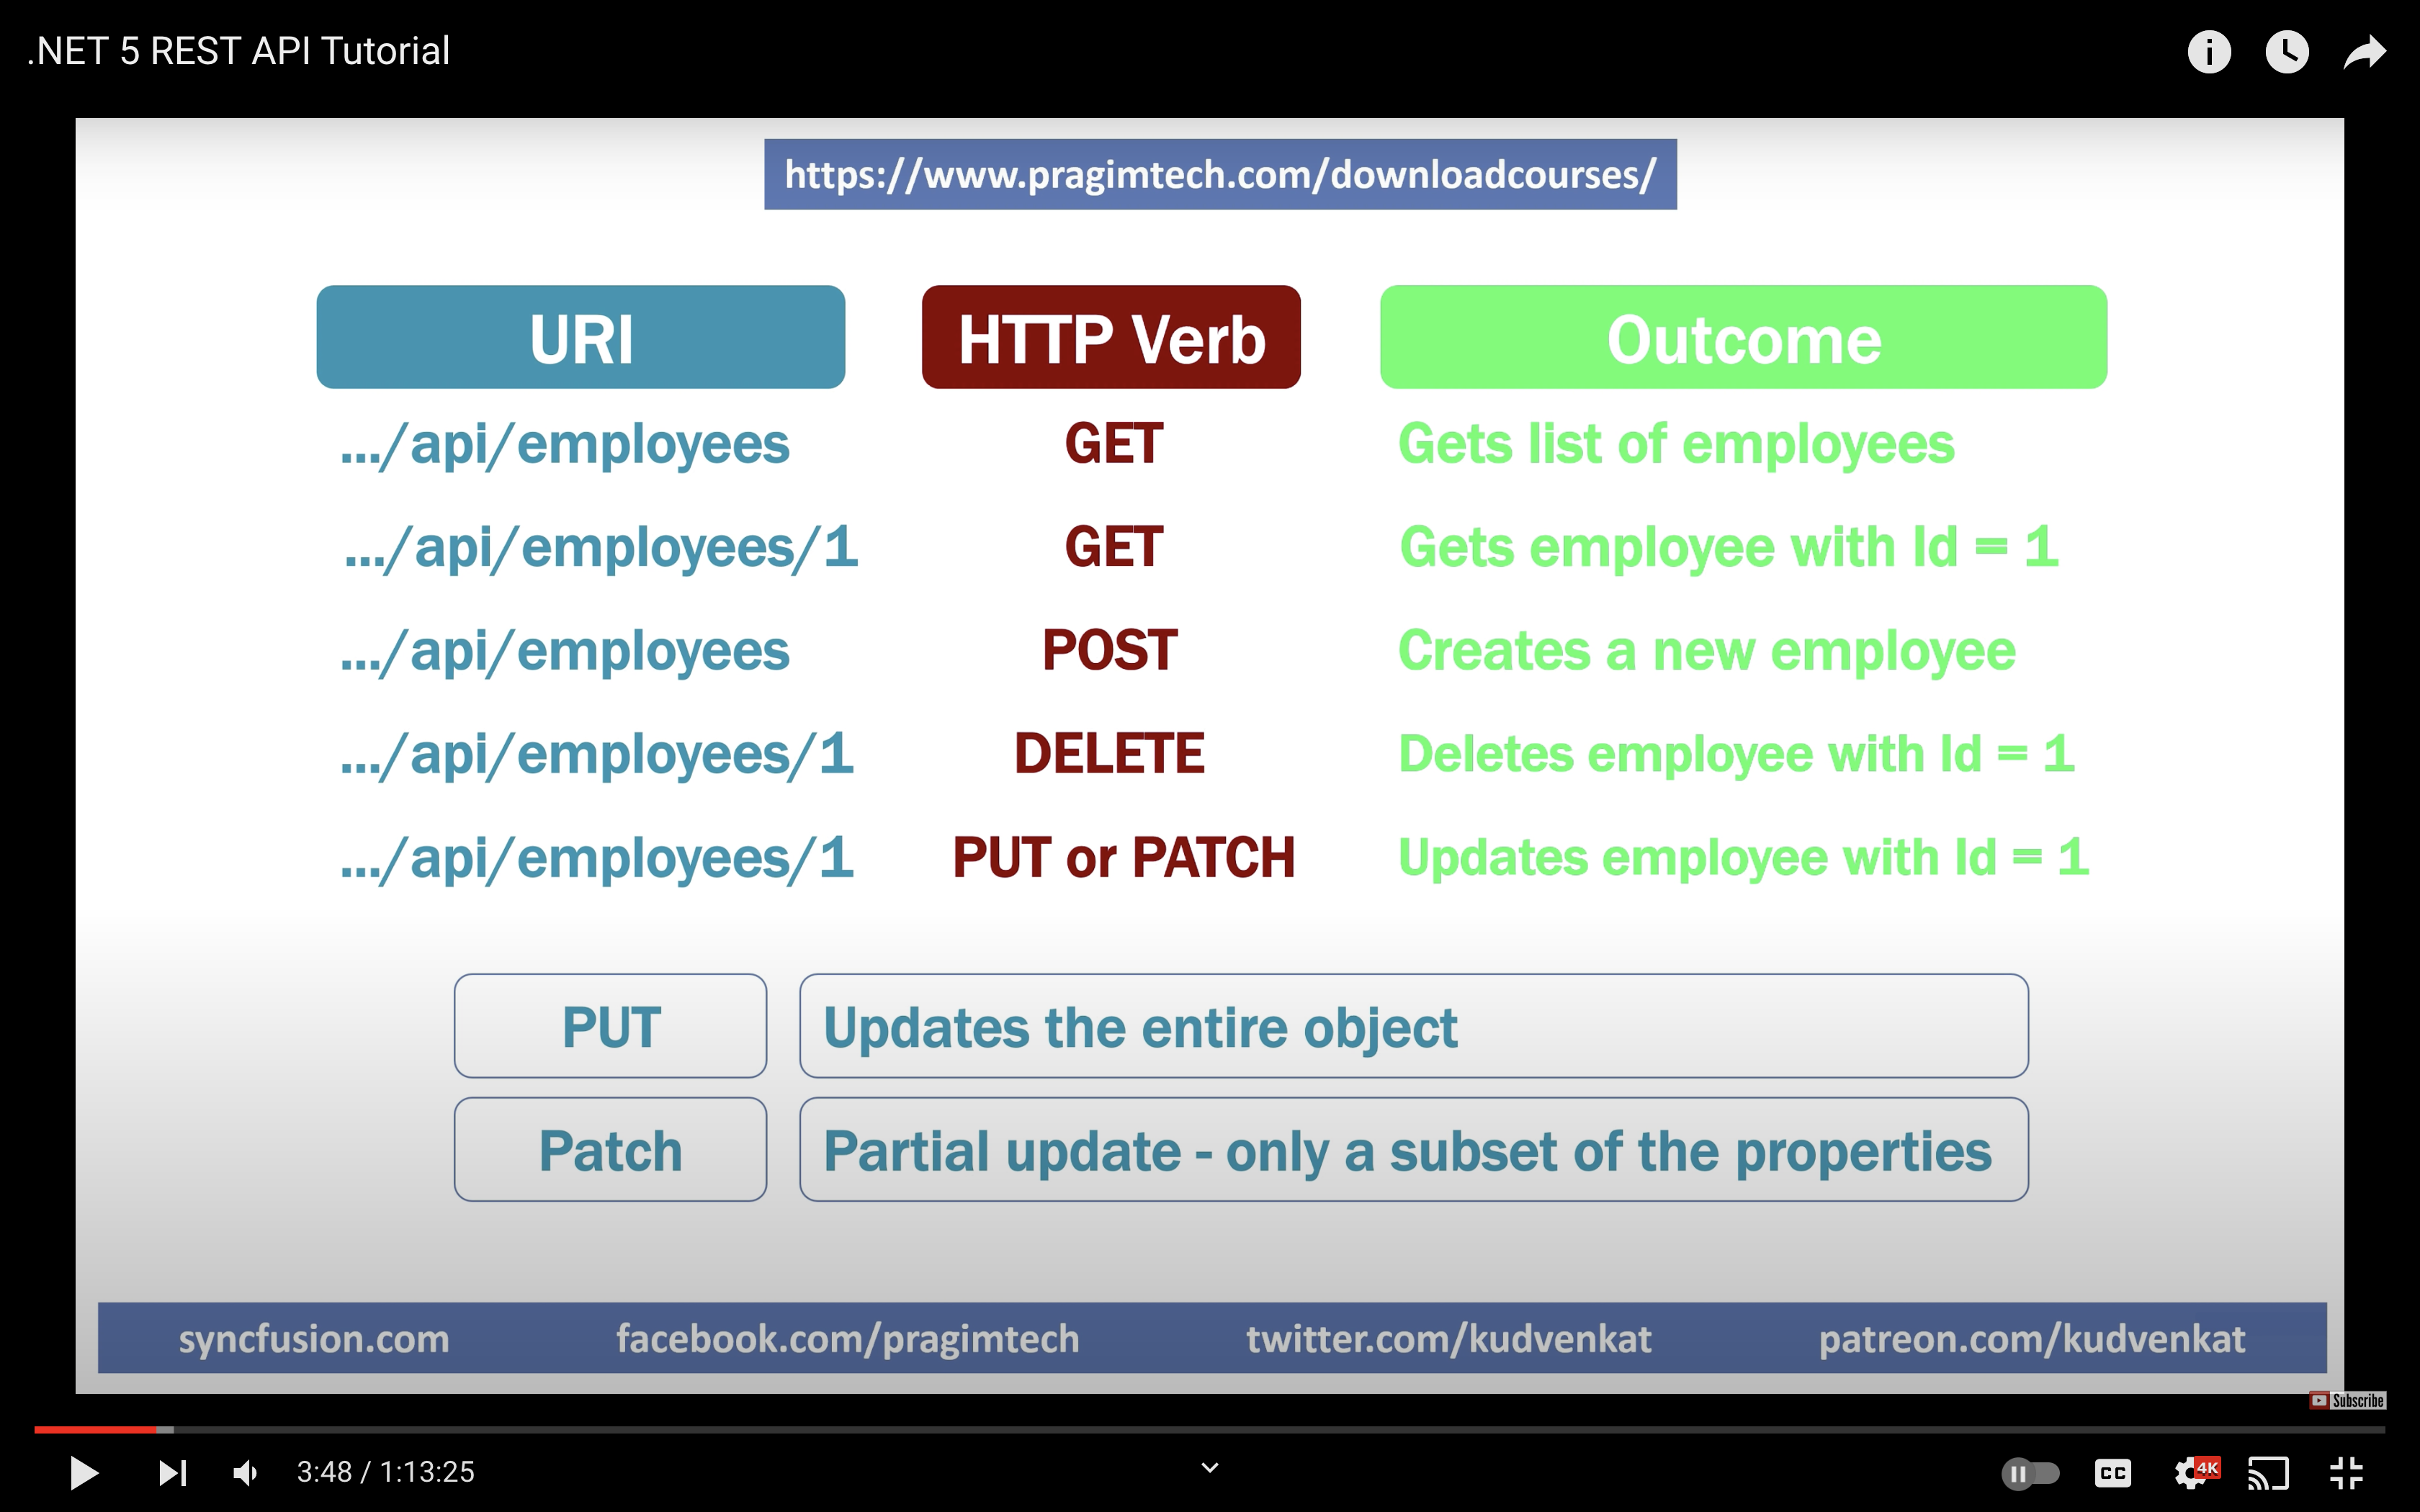 .NET 5 REST API Tutorial
https://www.pragimtech.com/downloadcourses/
URI HTTP Verb Outcome
.../api/employees GET Gets list of employees
.../api/employees/1 GET Gets employee with Id = 1
.../api/employees POST Creates a new employee
.../api/employees/1 DELETE Deletes employee with Id = 1
.../api/employees/1 PUT or PATCH Updates employee with Id = 1
PUT Updates the entire object
Patch Partial update - only a subset of the properties
syncfusion.com facebook.com/pragimtech twitter.com/kudvenkat patreon.com/kudvenkat
Subscribe
3:48 / 1:13:25 CC 4K